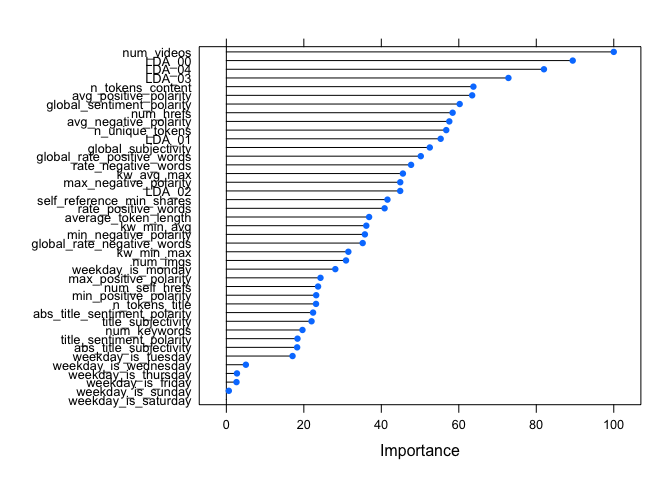 num_videos
LDA_00
LDA_04
LDA_03
n_tokens_content
avg_positive_polarity
global_sentiment_polarity
num_hrefs
avg_negative_polarity
n_unique_tokens
LDA_01
global_subjectivity
global_rate_positive_words
rate_negative_words
kw_avg_max
max_negative_polarity
LDA_02
self_reference_min_shares
rate_positive_words
average_token_length
kw_min_avg
min_negative_polarity
global_rate_negative_words
kw_min_max
num_imgs
weekday_is_monday
max_positive_polarity
num_self_hrefs
min_positive_polarity
n_tokens_title
abs_title_sentiment_polarity
title_subjectivity
num_keywords
title_sentiment_polarity
abs_title_subjectivity
weekday_is_tuesday
weekday_is_wednesday
weekday_is_thursday
weekday_is_friday
weekday_is_sunday
weekday_is_saturday
0 20 40 60 80 100
Importance